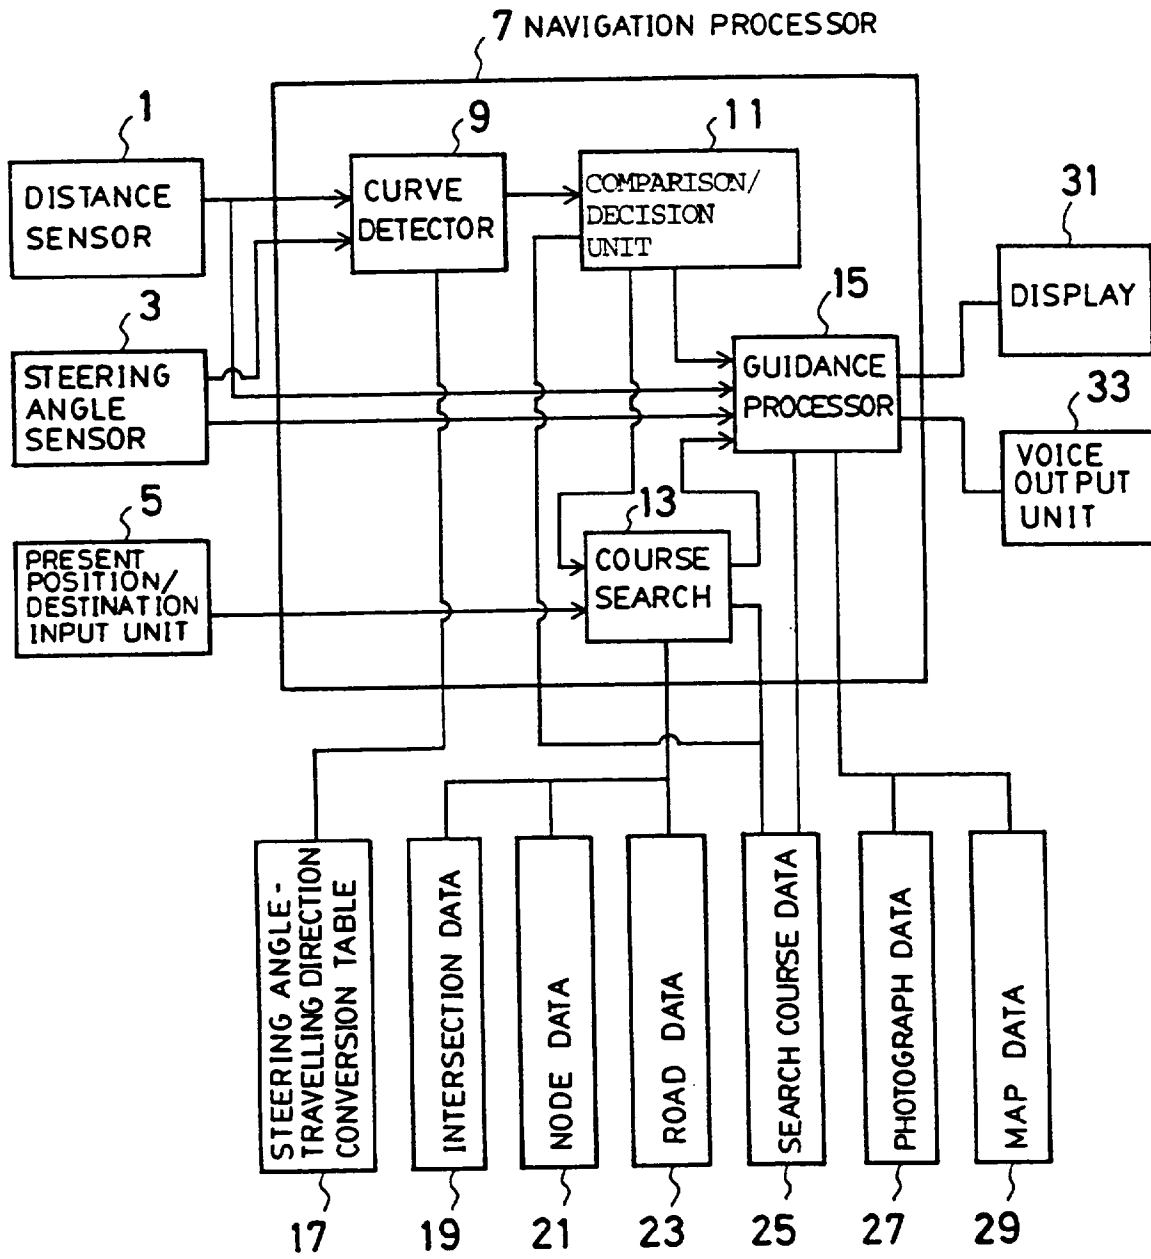 7 NAVIGATION PROCESSOR
1
DISTANCE
SENSOR
9
CURVE
DETECTOR
11
COMPARISON/
DECISION
UNIT
31
DISPLAY
3
STEERING
ANGLE
SENSOR
15
GUIDANCE
PROCESSOR
33
VOICE
OUTPUT
UNIT
5
PRESENT
POSITION/
DESTINATION
INPUT UNIT
13
COURSE
SEARCH
STEERING ANGLE-
TRAVELLING DIRECTION
CONVERSION TABLE
INTERSECTION DATA
NODE DATA
ROAD DATA
SEARCH COURSE DATA
PHOTOGRAPH DATA
MAP DATA
17 19 21 23 25 27 29